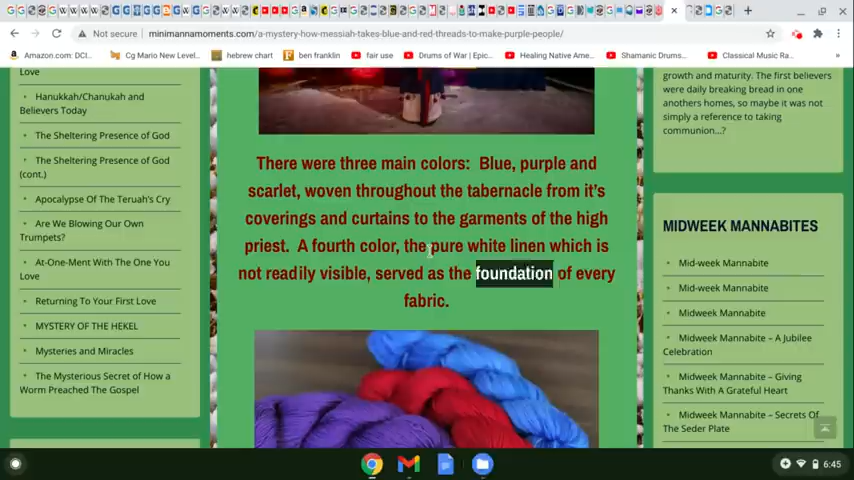 Not secure | minimannamoments.com/a-mystery-how-messiah-takes-blue-and-red-threads-to-make-purple-people/
Amazon.com: DCI...
Cg Mario New Level...
hebrew chart
ben franklin
fair use
Drums of War | Epic...
Healing Native Ame...
Shamanic Drums...
Classical Music Ra...
Love
Hanukkah/Chanukah and
Believers Today
The Sheltering Presence of God
The Sheltering Presence of God
(cont.)
Apocalypse Of The Teruah's Cry
Are We Blowing Our Own
Trumpets?
At-One-Ment With The One You
Love
Returning To Your First Love
MYSTERY OF THE HEKEL
Mysteries and Miracles
The Mysterious Secret of How a
Worm Preached The Gospel
There were three main colors: Blue, purple and
scarlet, woven throughout the tabernacle from it's
coverings and curtains to the garments of the high
priest. A fourth color, the pure white linen which is
not readily visible, served as the foundation of every
fabric.
growth and maturity. The first believers
were daily breaking bread in one
anothers homes, so maybe it was not
simply a reference to taking
communion...?
MIDWEEK MANNABITES
Mid-week Mannabite
Mid-week Mannabite
Midweek Mannabite
Midweek Mannabite – A Jubilee
Celebration
Midweek Mannabite – Giving
Thanks With A Grateful Heart
Midweek Mannabite – Secrets Of
The Seder Plate
6:45